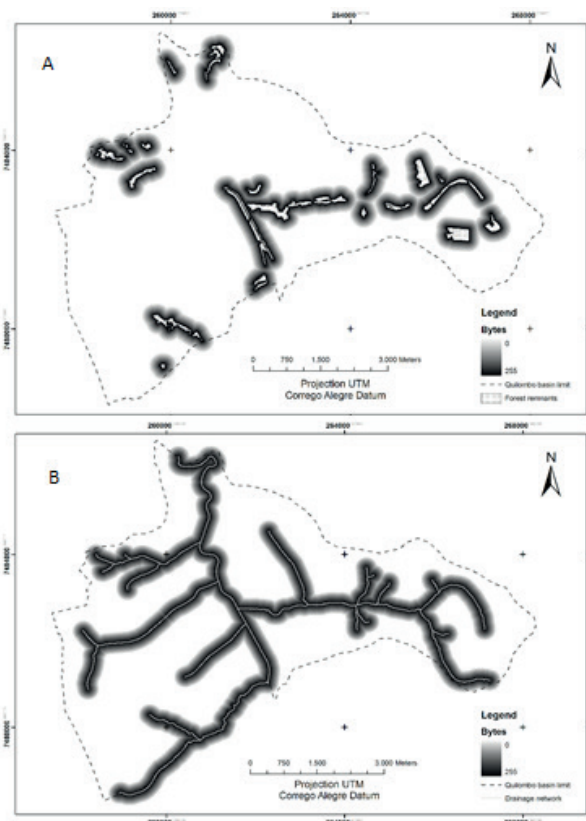 260000
264000
268000
A
N
7484000
7480000
Legend
Bytes
0
255
Quilombo basin limit
Forest remnants
0 750 1.500 3.000 Meters
Projection UTM
Corrego Alegre Datum
260000
264000
268000
B
N
7484000
7480000
Legend
Bytes
0
255
Quilombo basin limit
Drainage network
0 750 1.500 3.000 Meters
Projection UTM
Corrego Alegre Datum